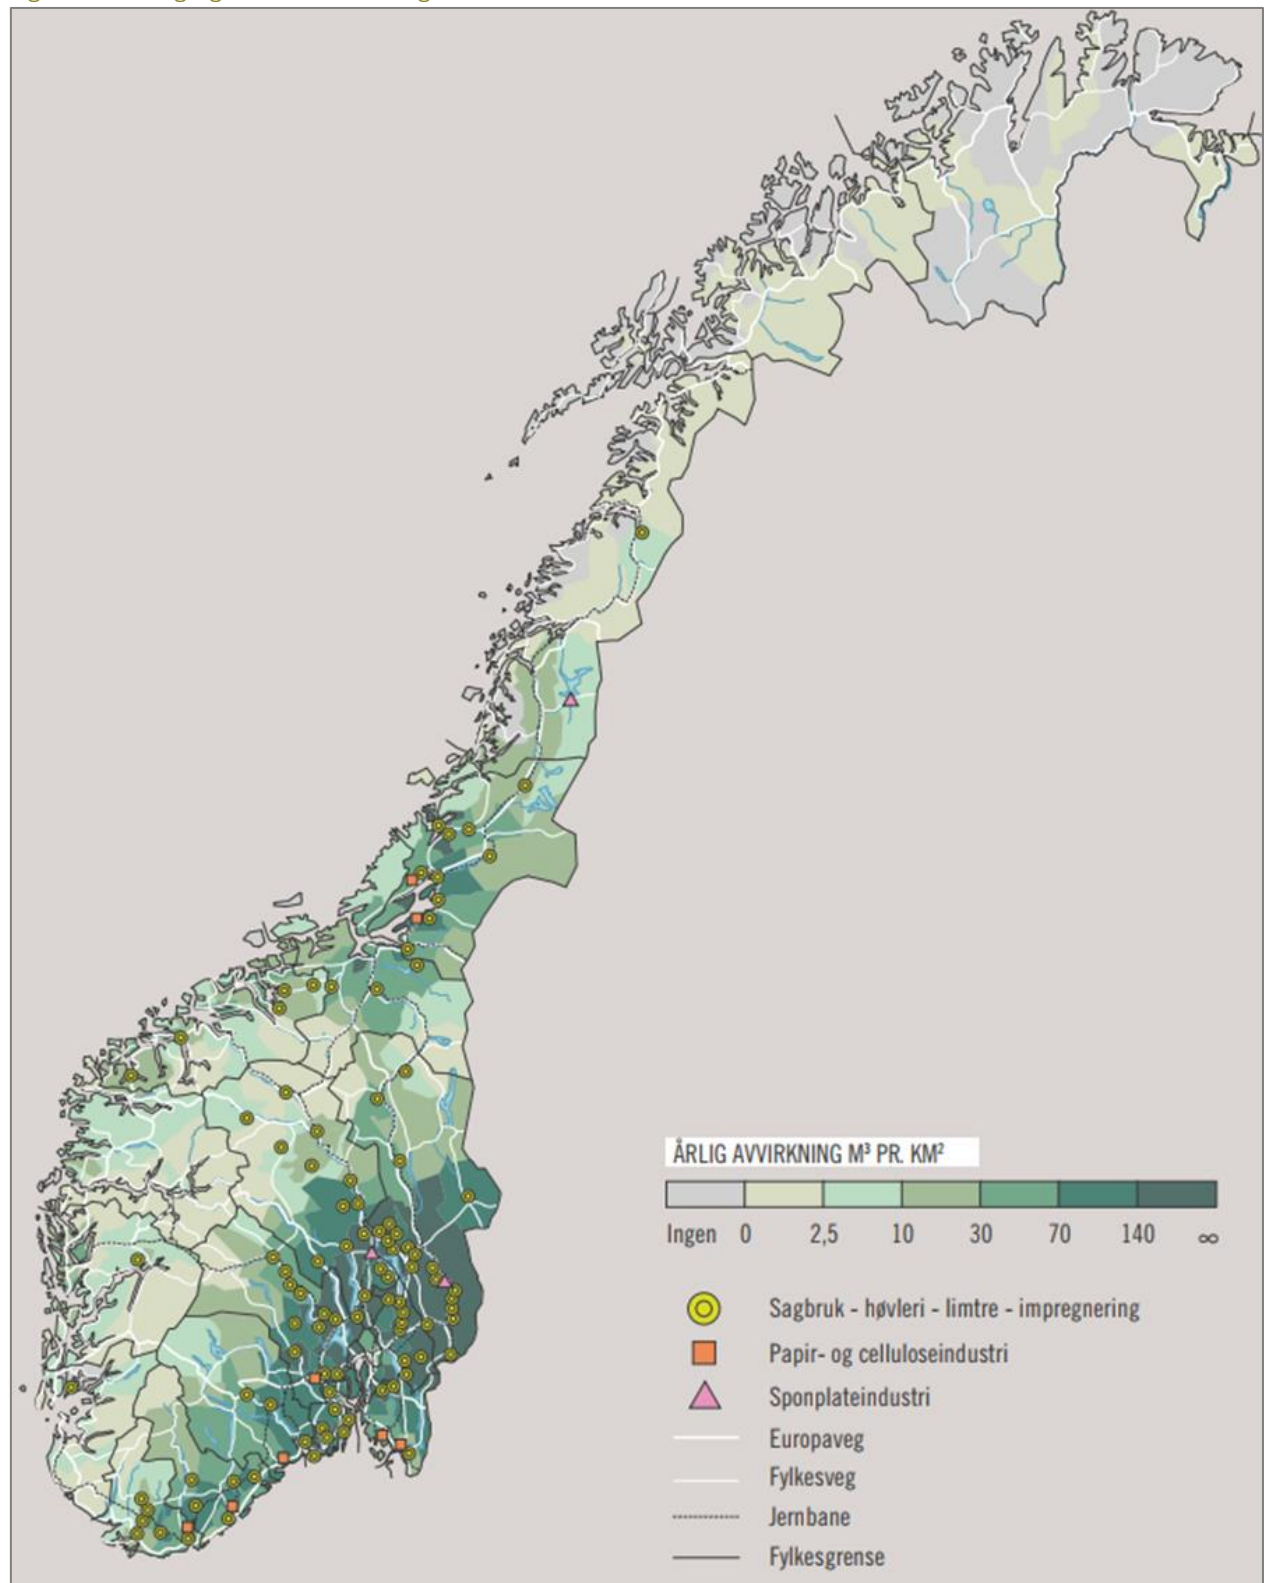 ÅRLIG AVVIRKNING M³ PR. KM²
Ingen 0 2,5 10 30 70 140 ∞
Sagbruk - høvleri - limtre - impregnering
Papir- og celluloseindustri
Sponplateindustri
Europaveg
Fylkesveg
Jernbane
Fylkesgrense